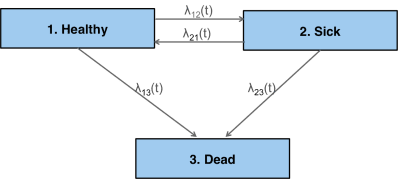 λ₁₂(t)
1. Healthy
2. Sick
λ₂₁(t)
λ₁₃(t)
λ₂₃(t)
3. Dead